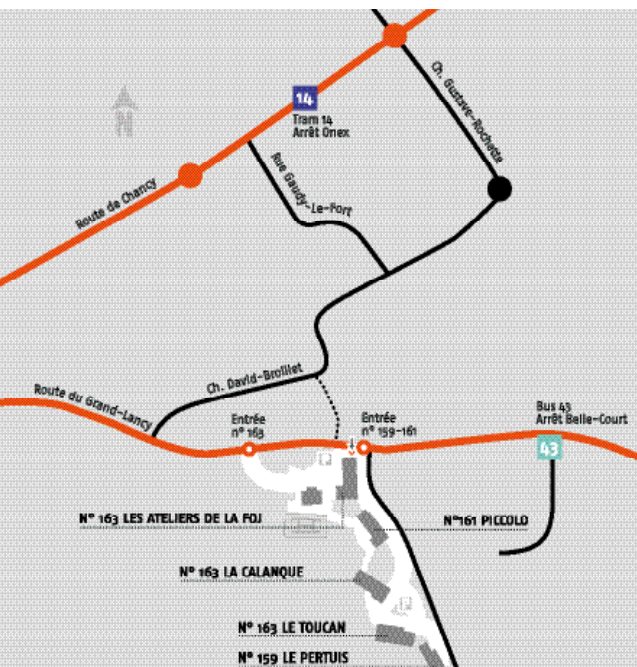 Ch. Gustave-Rochette
14
Tram 14
Arrêt Onex
N
Rue Gaudy-Le-Fort
Route de Chancy
Ch. David-Broillet
Route du Grand-Lancy
Entrée
n° 163
Entrée
n° 159-161
Bus 43
Arrêt Belle-Court
43
P
N° 163 LES ATELIERS DE LA FOJ
N°161 PICCOLO
N° 163 LA CALANQUE
P
N° 163 LE TOUCAN
N° 159 LE PERTUIS